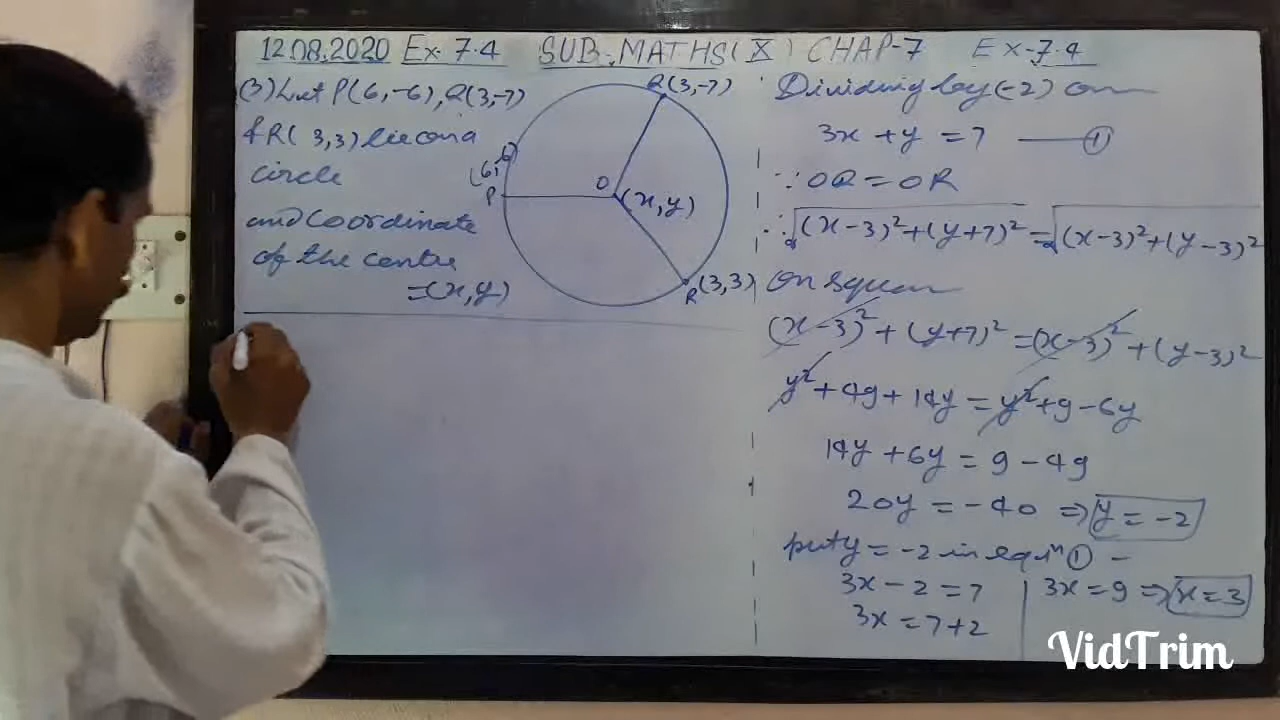 12.08.2020 Ex. 7.4 SUB. MATHS (X) CHAP-7 Ex-7.4
(3) Let P(6,-6), Q(3,-7)
& R(3,3) lie on a
circle
and coordinate
of the centre
=(x,y)
Q(3,-7)
P
O
(x,y)
R(3,3)
Dividing by (-2) on
3x + y = 7 — ①
∵ OQ = OR
∴ √(x-3)²+(y+7)² = √(x-3)²+(y-3)²
on square
(x-3)² + (y+7)² = (x-3)² + (y-3)²
y² + 49 + 14y = y² + 9 - 6y
14y + 6y = 9 - 49
20y = -40 ⇒ y = -2
put y = -2 in eqⁿ ① -
3x - 2 = 7
3x = 7+2
3x = 9 ⇒ x = 3
VidTrim